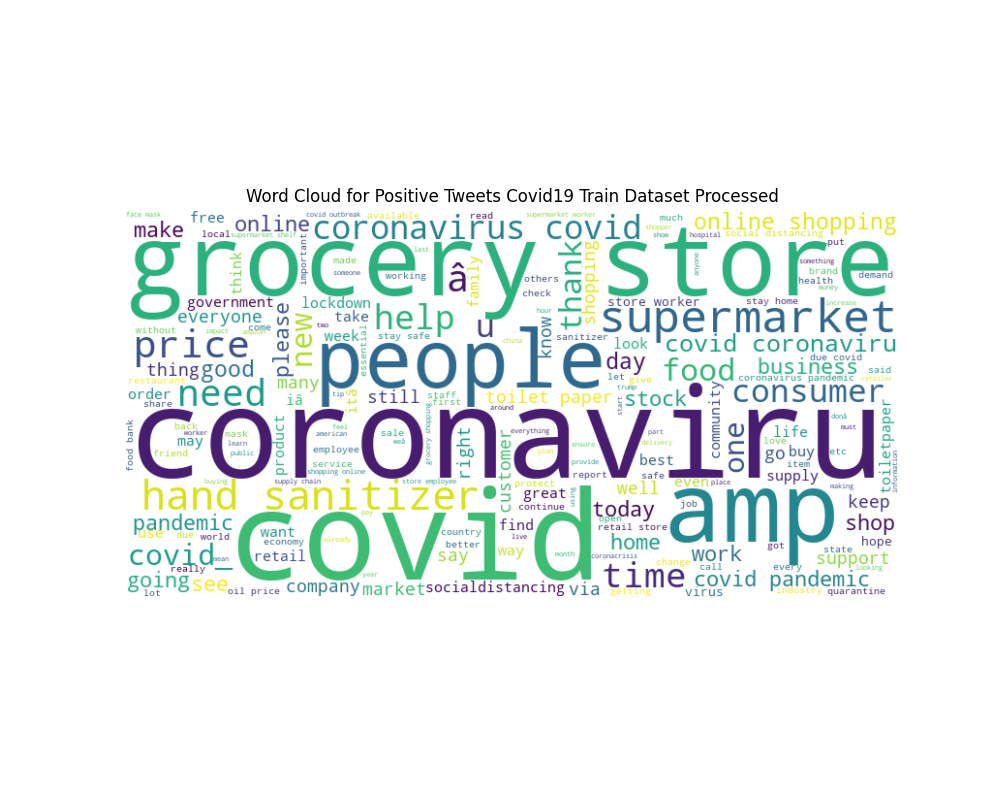 Word Cloud for Positive Tweets Covid19 Train Dataset Processed
face mask free online covid outbreak available read supermarket worker much online shopping
make local supermarket shelf coronavirus covid shopper hospital social distancing put
grocery store
think important made someone working last â family others check shopping thank anyone something brand health demand money
government lockdown store worker stay home increase
everyone come take u hour sanitizer supermarket
without impact amazon two please new help know
price week stay safe essential people china look day covid coronaviru due covid
thing good let give food business said
restaurant many tip trump coronavirus pandemic retailer
order need iâ itâ still staff first toilet paper start stock consumer
share coronaviru around community one donâ must
food bank back may mask worker learn friend public product feel american employee sale weâ grocery shopping right everything customer plan ensure delivery part life love go buy item etc toiletpaper information
service shopping online provide report safe best supply
buying supply chain store employee protect using well even place making
hand sanitizer great continue amp job keep
pandemic covid pay today open retail store shop
use due world want find live home got state hope
covid_ mean economy retail already country better say way month coronacrisis work call every support looking
really year change
going see time covid pandemic
lot oil price company market socialdistancing via getting virus industry quarantine